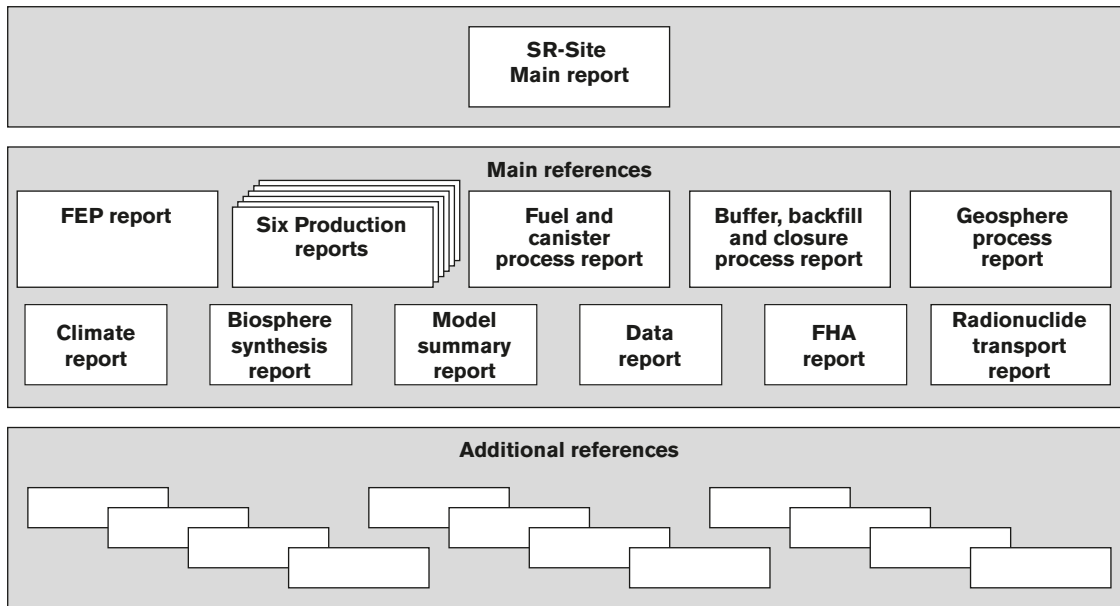 SR-Site
Main report
Main references
FEP report
Six Production
reports
Fuel and
canister
process report
Buffer, backfill
and closure
process report
Geosphere
process
report
Climate
report
Biosphere
synthesis
report
Model
summary
report
Data
report
FHA
report
Radionuclide
transport
report
Additional references